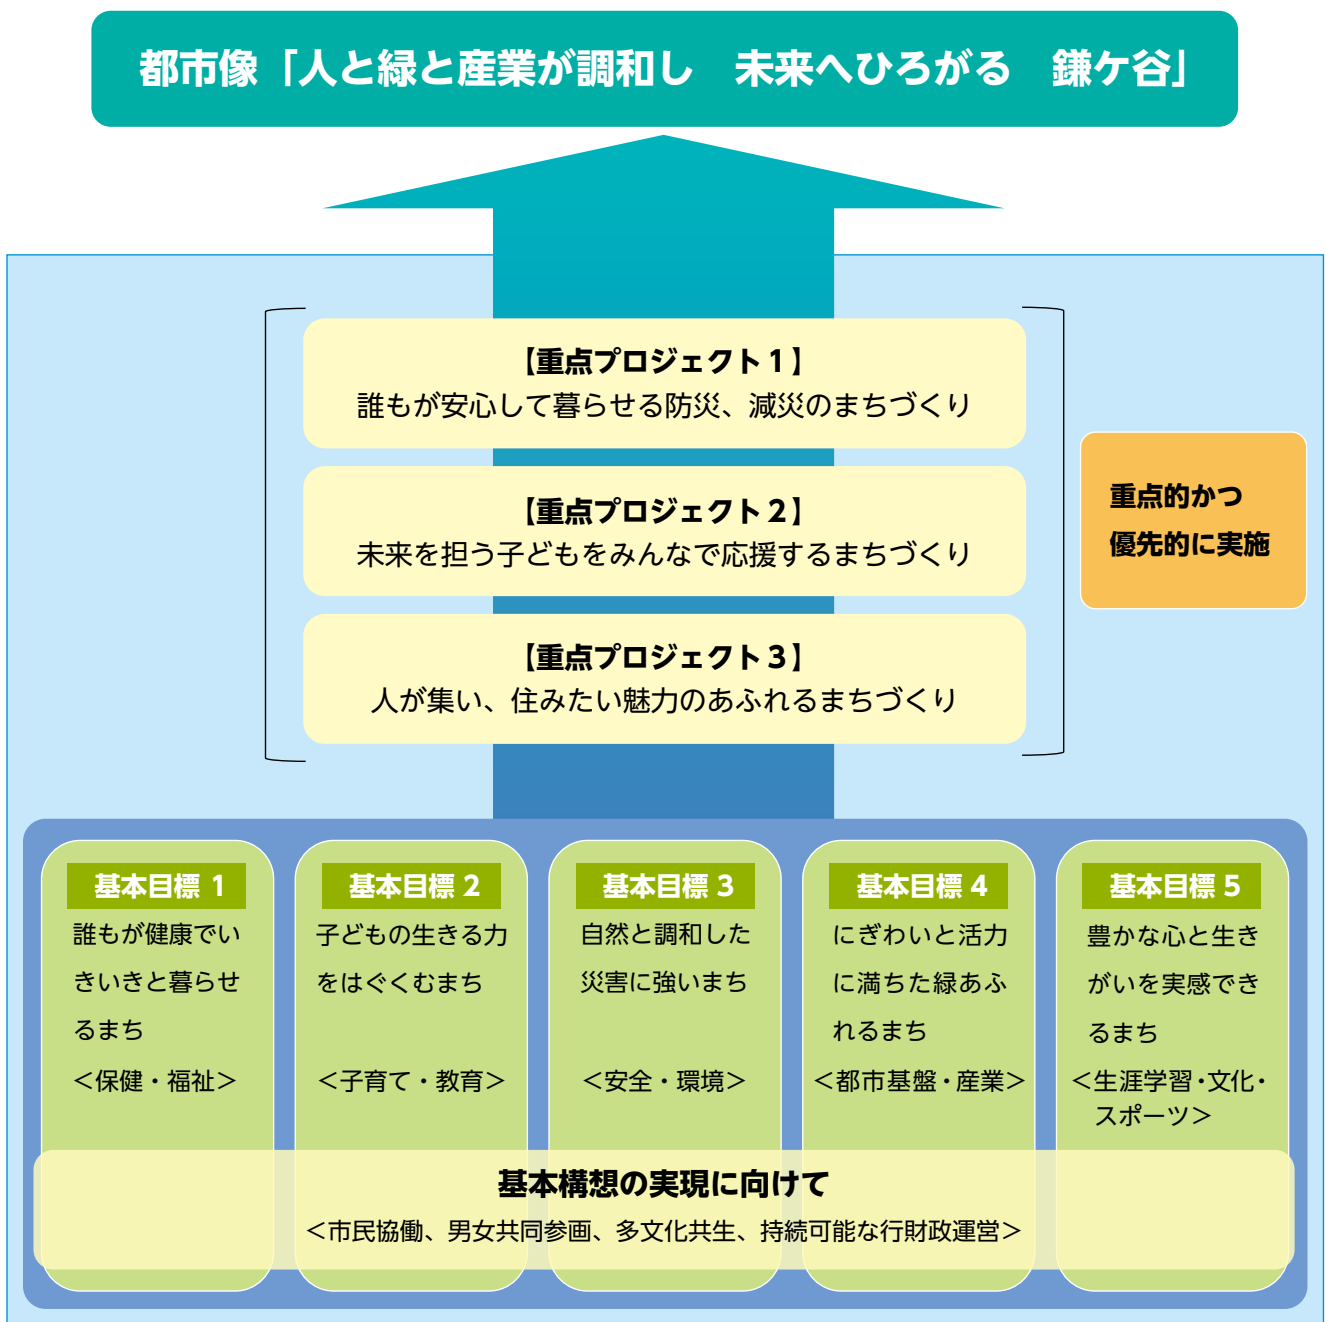 都市像「人と緑と産業が調和し　未来へひろがる　鎌ケ谷」
【重点プロジェクト１】
誰もが安心して暮らせる防災、減災のまちづくり
【重点プロジェクト２】
未来を担う子どもをみんなで応援するまちづくり
【重点プロジェクト３】
人が集い、住みたい魅力のあふれるまちづくり
重点的かつ
優先的に実施
基本目標 1
誰もが健康でい
きいきと暮らせ
るまち
＜保健・福祉＞
基本目標 2
子どもの生きる力
をはぐくむまち
＜子育て・教育＞
基本目標 3
自然と調和した
災害に強いまち
＜安全・環境＞
基本目標 4
にぎわいと活力
に満ちた緑あふ
れるまち
＜都市基盤・産業＞
基本目標 5
豊かな心と生き
がいを実感でき
るまち
＜生涯学習・文化・
スポーツ＞
基本構想の実現に向けて
＜市民協働、男女共同参画、多文化共生、持続可能な行財政運営＞